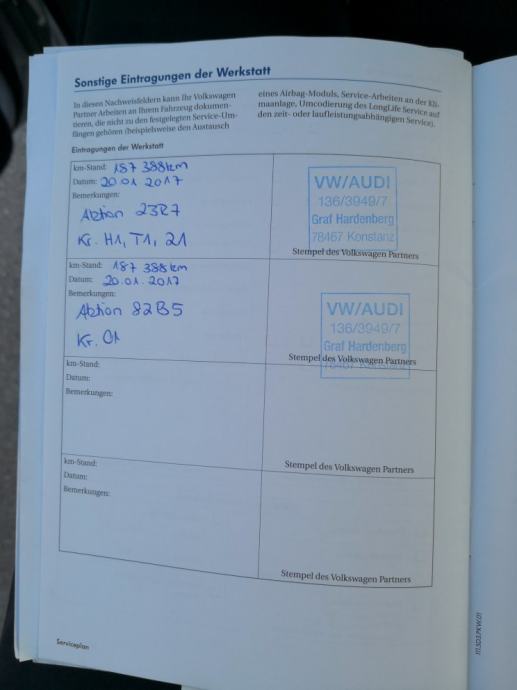 Sonstige Eintragungen der Werkstatt
In diesen Nachweisfeldern kann Ihr Volkswagen
Partner Arbeiten an Ihrem Fahrzeug dokumen-
tieren, die nicht zu den festgelegten Service-Um-
fängen gehören (beispielsweise den Austausch
eines Airbag-Moduls, Service-Arbeiten an der Kli-
maanlage, Umcodierung des LongLife Service auf
den zeit- oder laufleistungsabhängigen Service).
Eintragungen der Werkstatt
km-Stand: 187 388km
Datum: 20.01 2017
Bemerkungen:
Aktion 23R7
Kr. H1, T1, 21
VW/AUDI
136/3949/7
Graf Hardenberg
78467 Konstanz
Stempel des Volkswagen Partners
km-Stand: 187 388km
Datum: 20.01.2017
Bemerkungen:
Aktion 82B5
Kr. 01
VW/AUDI
136/3949/7
Graf Hardenberg
78467 Konstanz
Stempel des Volkswagen Partners
km-Stand:
Datum:
Bemerkungen:
Stempel des Volkswagen Partners
km-Stand:
Datum:
Bemerkungen:
Stempel des Volkswagen Partners
Serviceplan